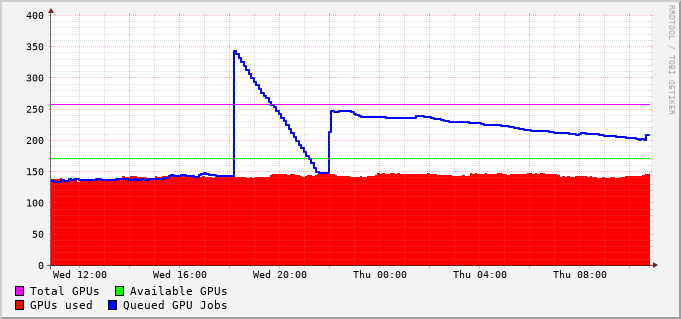 400
350
300
250
200
150
100
50
0
Wed 12:00 Wed 16:00 Wed 20:00 Thu 00:00 Thu 04:00 Thu 08:00
Total GPUs Available GPUs
GPUs used Queued GPU Jobs
RRDTOOL / TOBI OETIKER